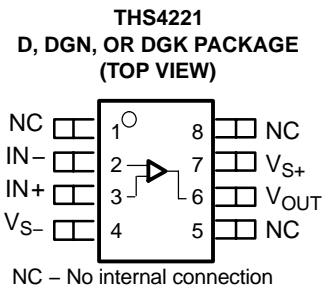 THS4221
D, DGN, OR DGK PACKAGE
(TOP VIEW)
NC 1 8 NC
IN− 2 7 VS+
IN+ 3 6 VOUT
VS− 4 5 NC
NC − No internal connection